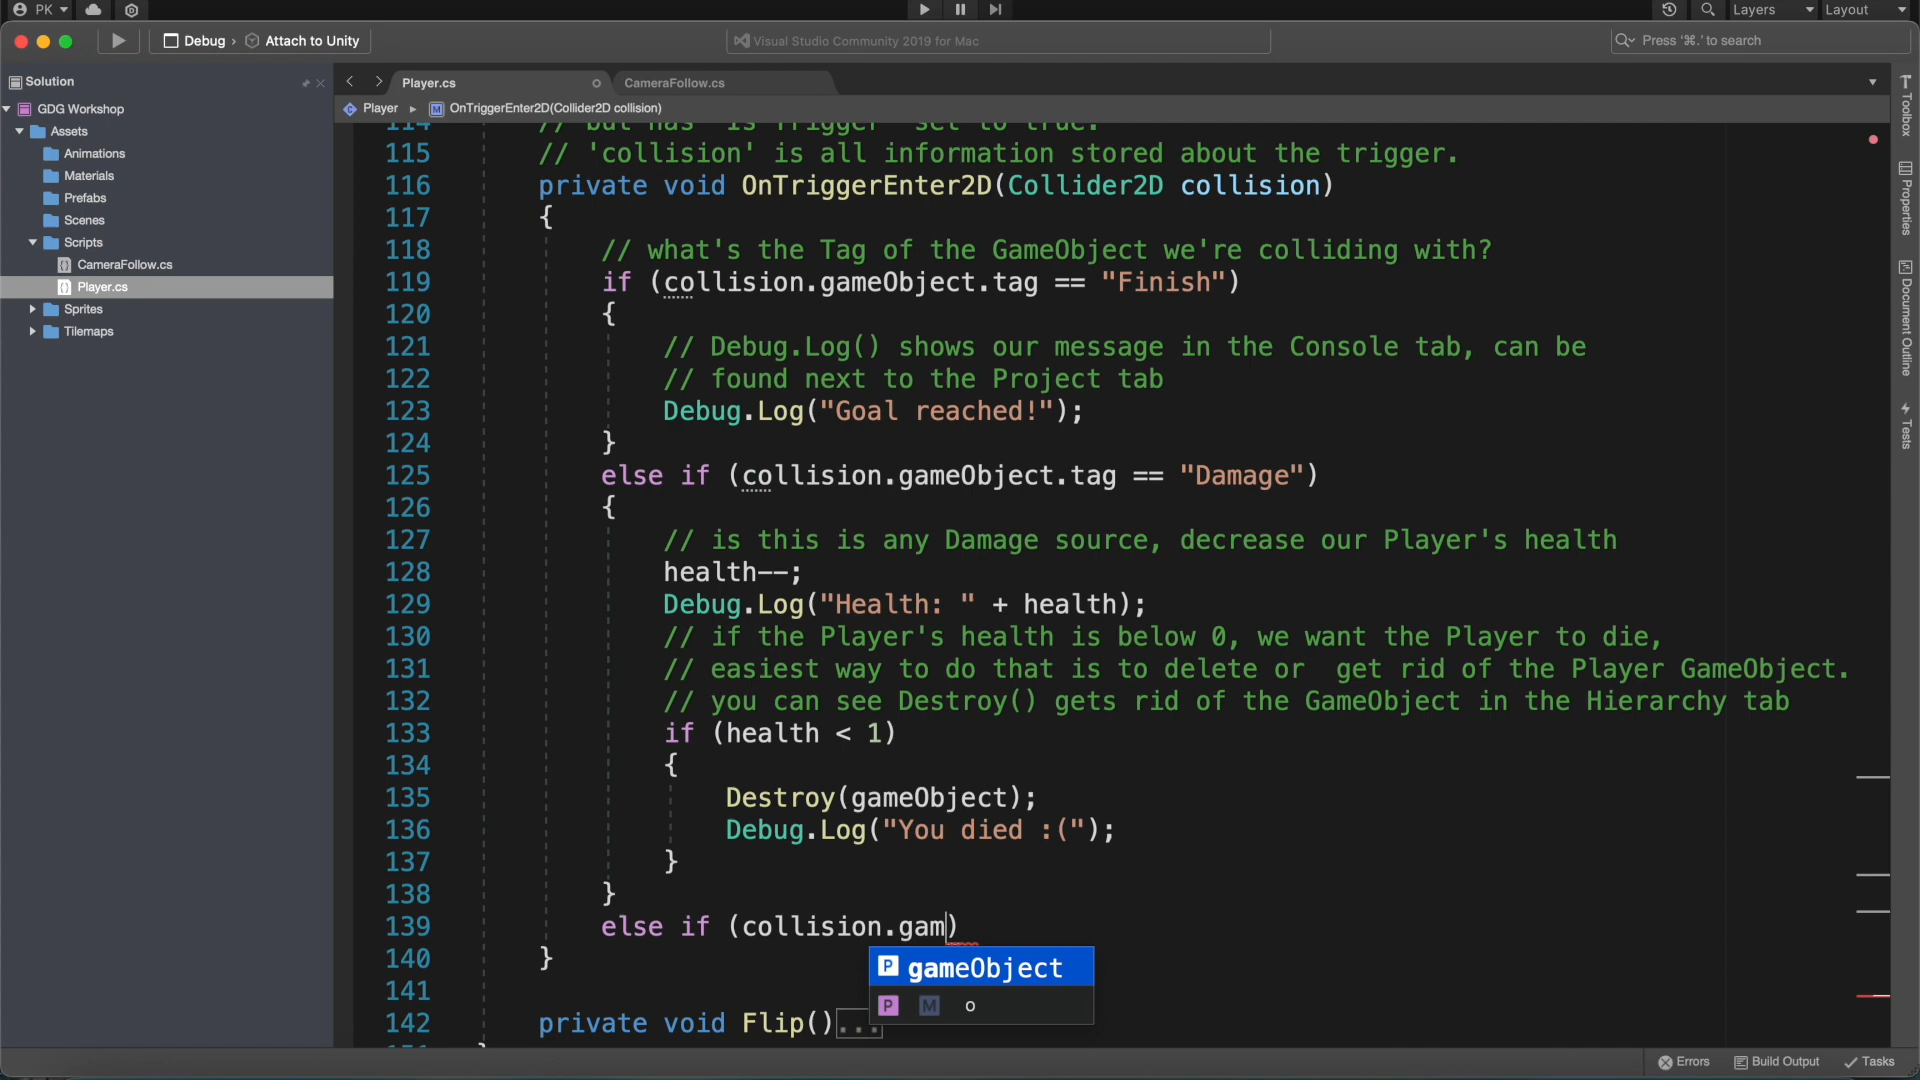 PK
Layers
Layout
Debug › Attach to Unity
Visual Studio Community 2019 for Mac
Press '⌘.' to search
Solution
GDG Workshop
Assets
Animations
Materials
Prefabs
Scenes
Scripts
CameraFollow.cs
Player.cs
Sprites
Tilemaps
Player.cs
CameraFollow.cs
Player ▸ OnTriggerEnter2D(Collider2D collision)
114 // but has 'Is Trigger' set to true.
115 // 'collision' is all information stored about the trigger.
116 private void OnTriggerEnter2D(Collider2D collision)
117 {
118 // what's the Tag of the GameObject we're colliding with?
119 if (collision.gameObject.tag == "Finish")
120 {
121 // Debug.Log() shows our message in the Console tab, can be
122 // found next to the Project tab
123 Debug.Log("Goal reached!");
124 }
125 else if (collision.gameObject.tag == "Damage")
126 {
127 // is this is any Damage source, decrease our Player's health
128 health--;
129 Debug.Log("Health: " + health);
130 // if the Player's health is below 0, we want the Player to die,
131 // easiest way to do that is to delete or  get rid of the Player GameObject.
132 // you can see Destroy() gets rid of the GameObject in the Hierarchy tab
133 if (health < 1)
134 {
135 Destroy(gameObject);
136 Debug.Log("You died :(");
137 }
138 }
139 else if (collision.gam)
140 }
141
142 private void Flip()...
P gameObject
P M o
Toolbox
Properties
Document Outline
Tests
Errors
Build Output
Tasks